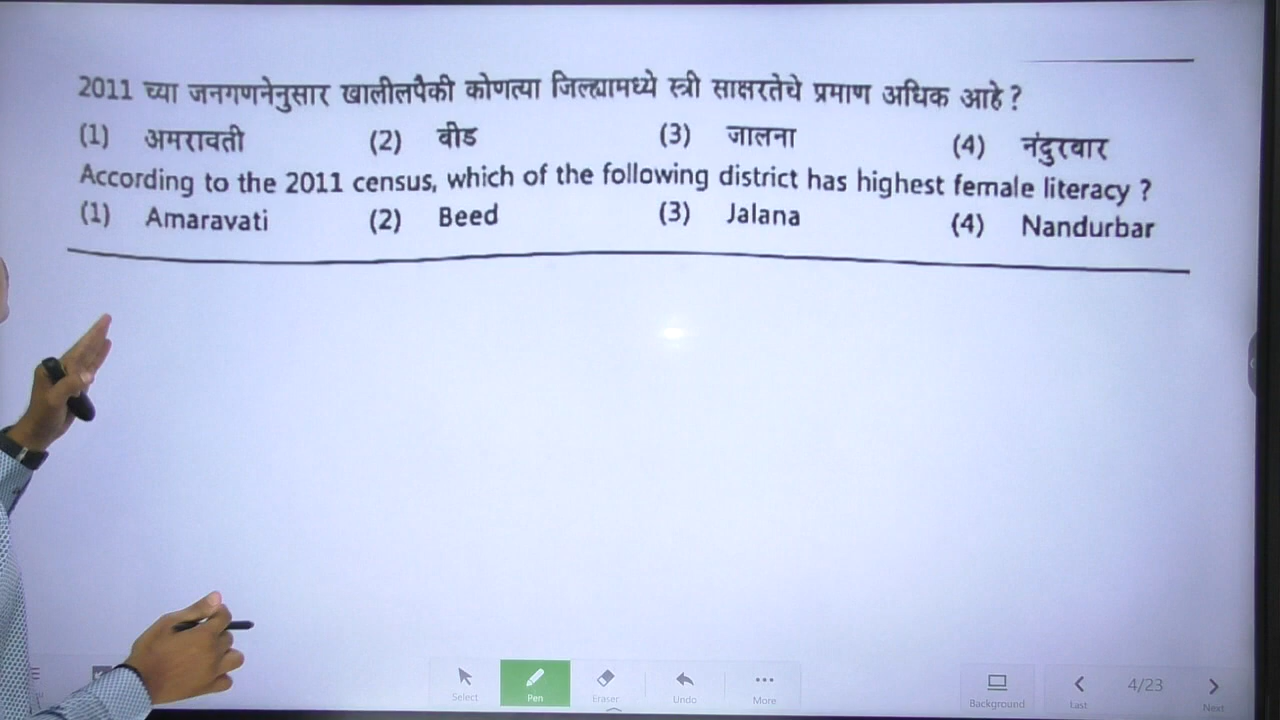 2011 च्या जनगणनेनुसार खालीलपैकी कोणत्या जिल्ह्यामध्ये स्त्री साक्षरतेचे प्रमाण अधिक आहे ?
(1) अमरावती (2) बीड (3) जालना (4) नंदुरबार
According to the 2011 census, which of the following district has highest female literacy ?
(1) Amaravati (2) Beed (3) Jalana (4) Nandurbar
Select Pen Eraser Undo More Background Last 4/23 Next